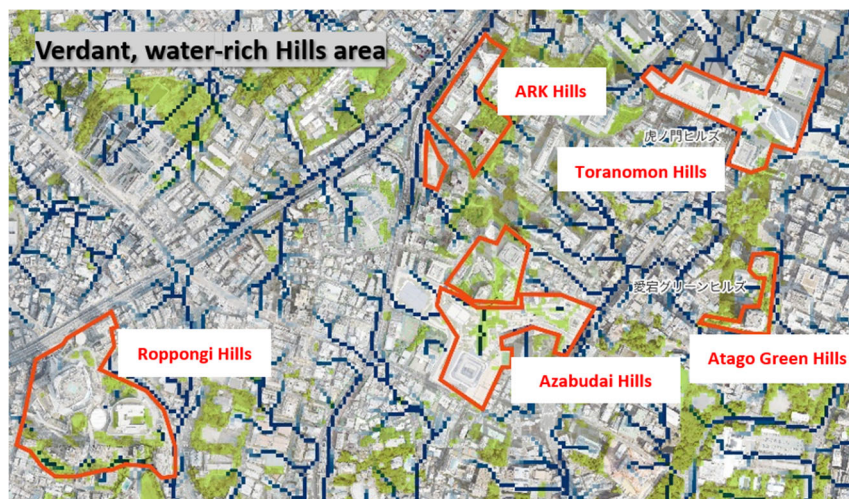 Verdant, water-rich Hills area
ARK Hills
虎ノ門ヒルズ
Toranomon Hills
愛宕グリーンヒルズ
Roppongi Hills
Azabudai Hills
Atago Green Hills